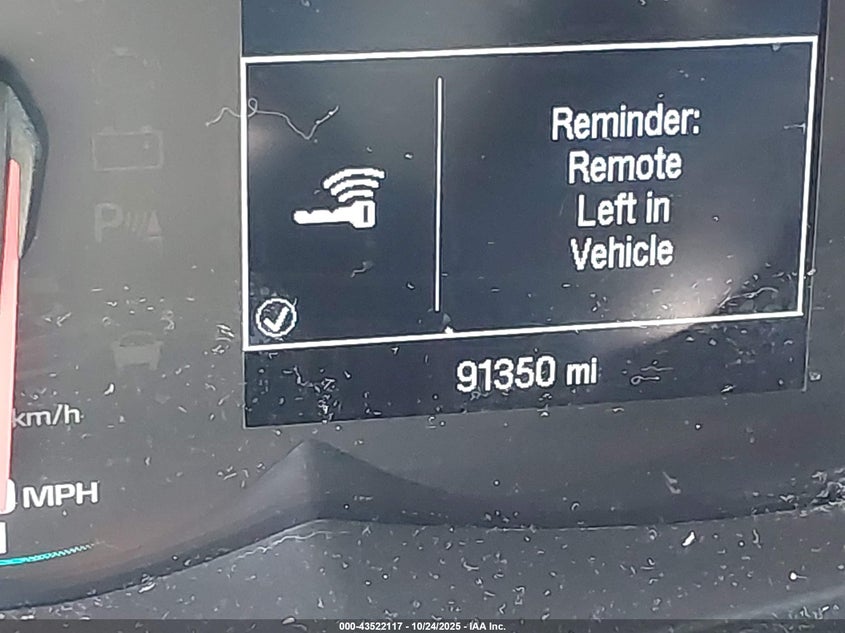 Reminder:
Remote
Left in
Vehicle
91350 mi
km/h
MPH
000-43522117 - 10/24/2025 - IAA Inc.